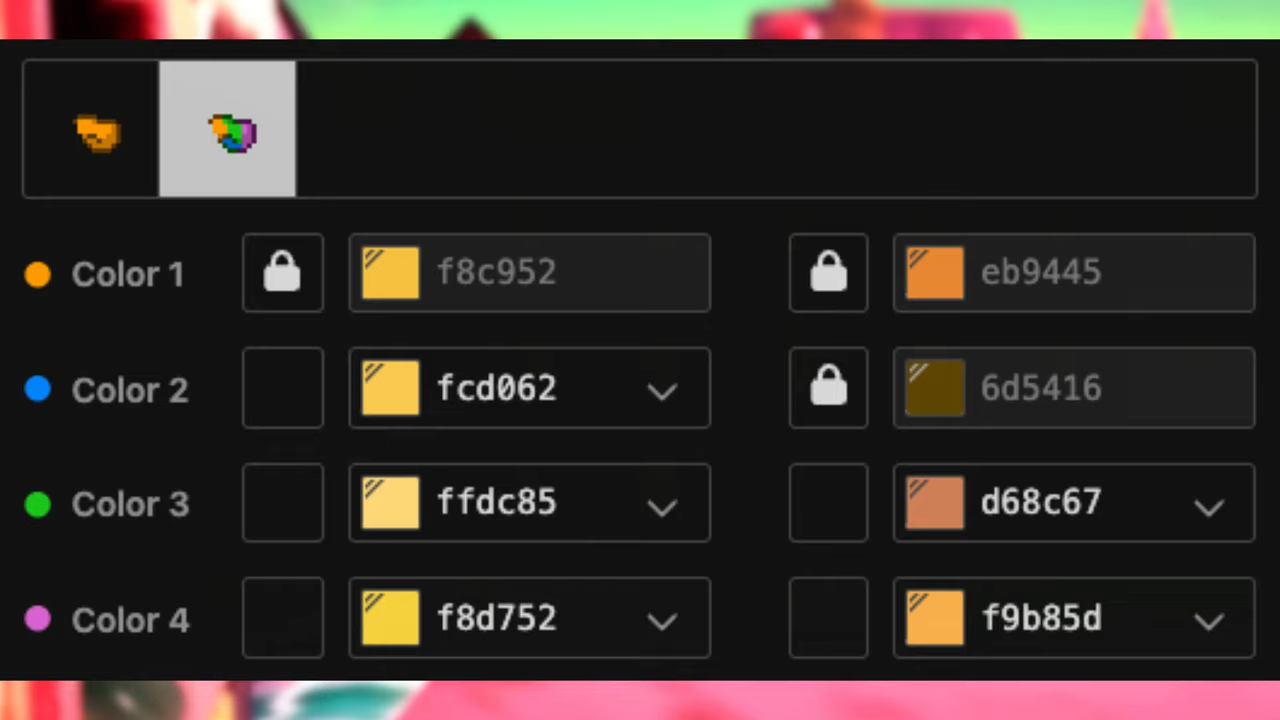 Color 1 f8c952 eb9445
Color 2 fcd062 6d5416
Color 3 ffdc85 d68c67
Color 4 f8d752 f9b85d